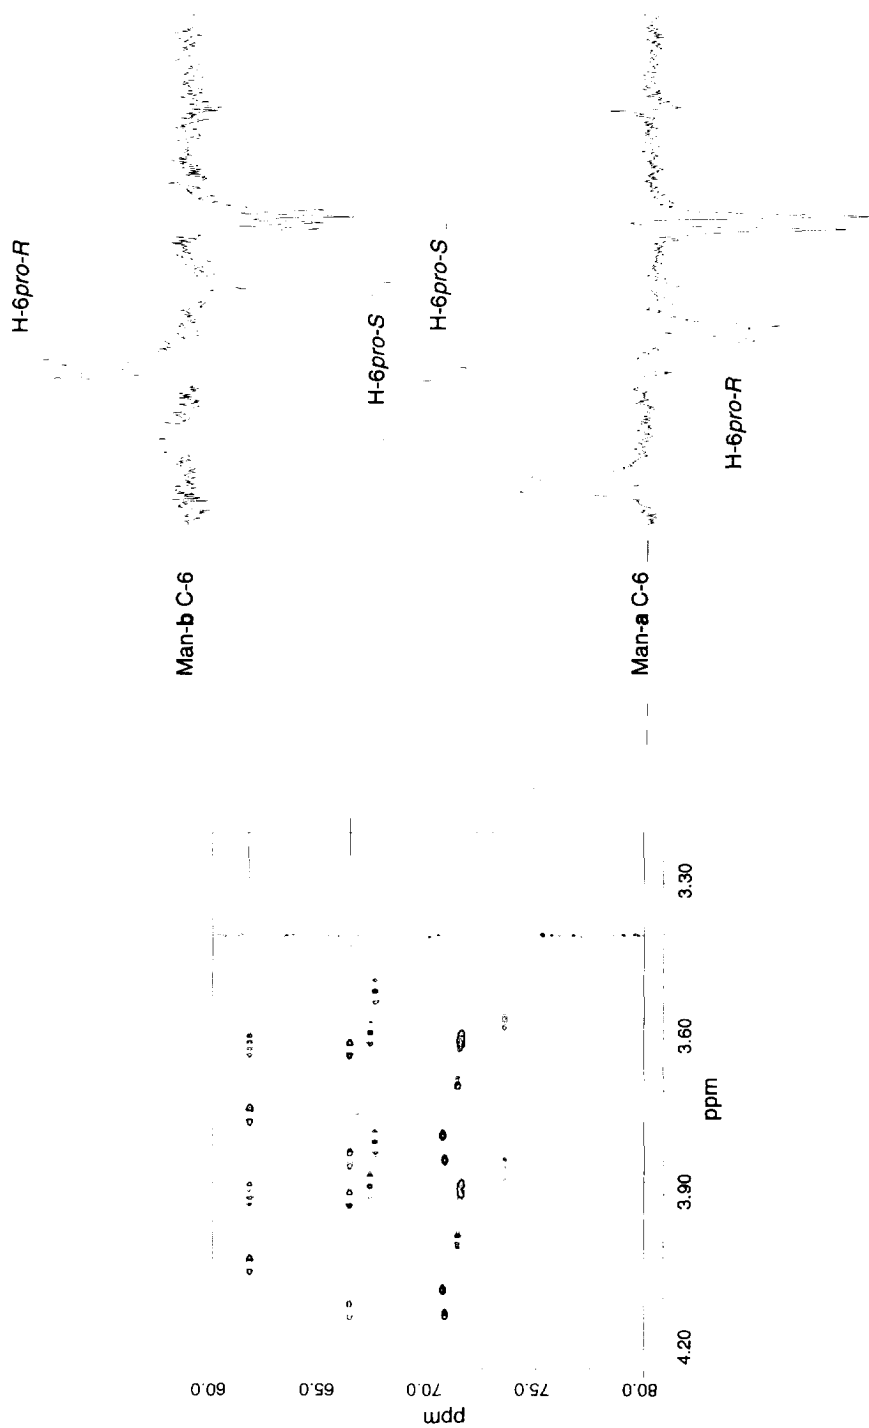 H-6pro-R
H-6pro-S
H-6pro-S
H-6pro-R
Man-b C-6
Man-a C-6
3.30
3.60
3.90
4.20
ppm
60.0
65.0
70.0
75.0
80.0
ppm